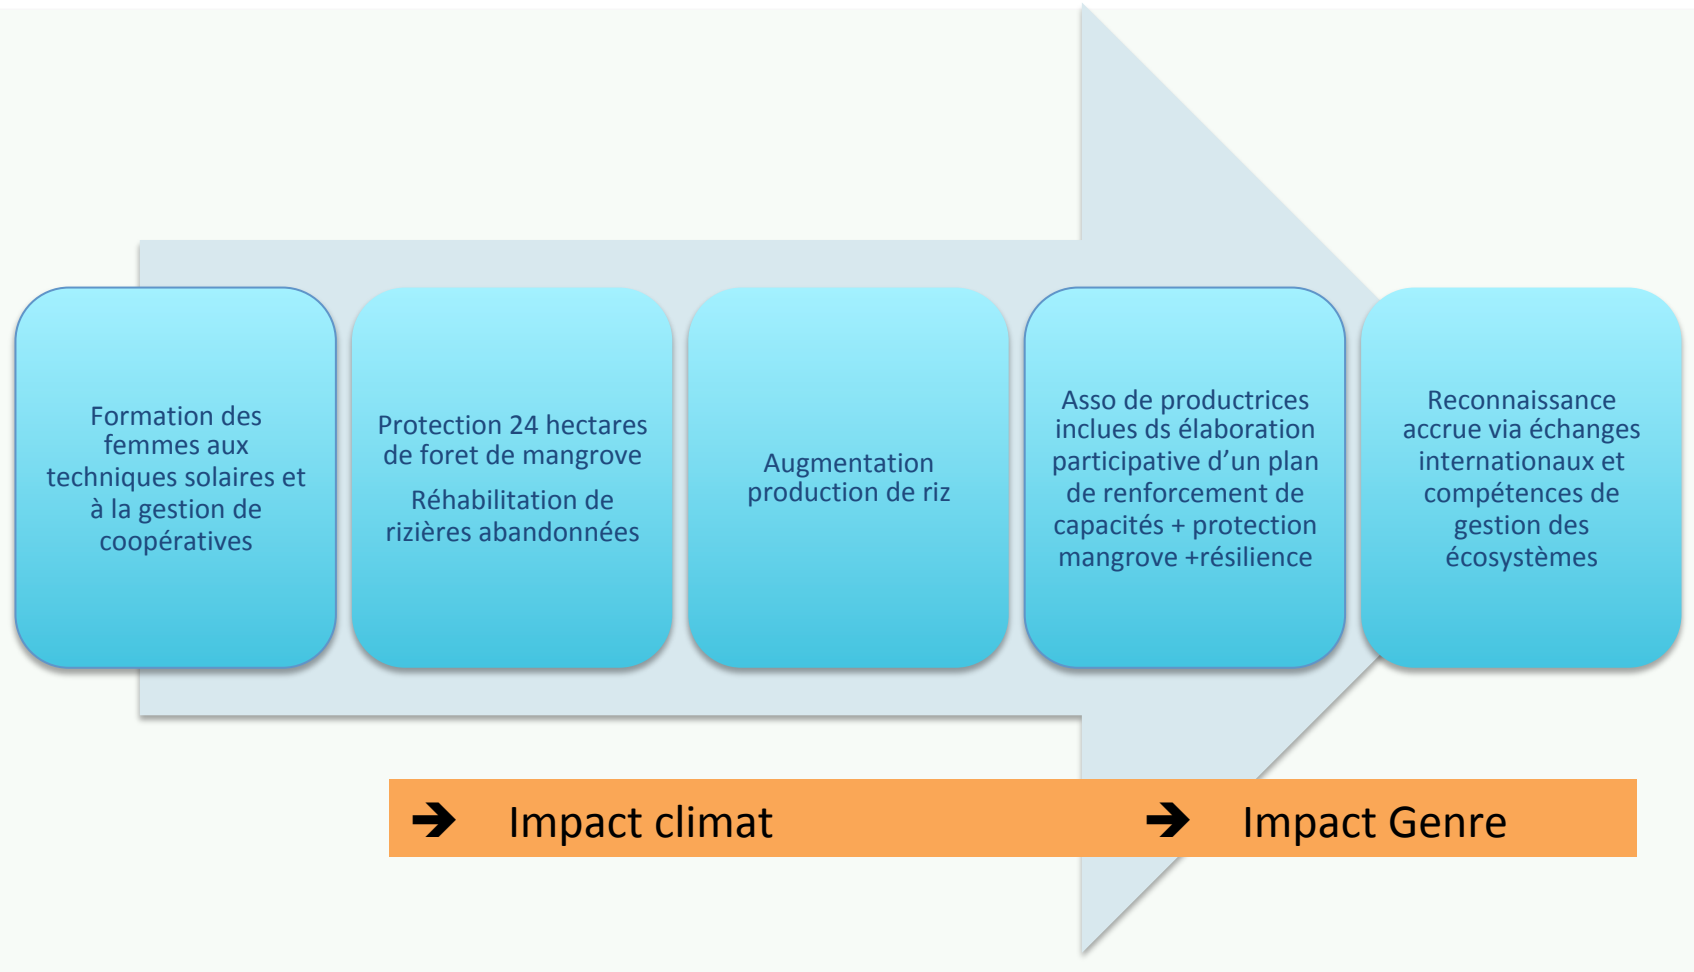 Formation des
femmes aux
techniques solaires et
à la gestion de
coopératives
Protection 24 hectares
de foret de mangrove
Réhabilitation de
rizières abandonnées
Augmentation
production de riz
Asso de productrices
inclues ds élaboration
participative d’un plan
de renforcement de
capacités + protection
mangrove +résilience
Reconnaissance
accrue via échanges
internationaux et
compétences de
gestion des
écosystèmes
➔ Impact climat ➔ Impact Genre